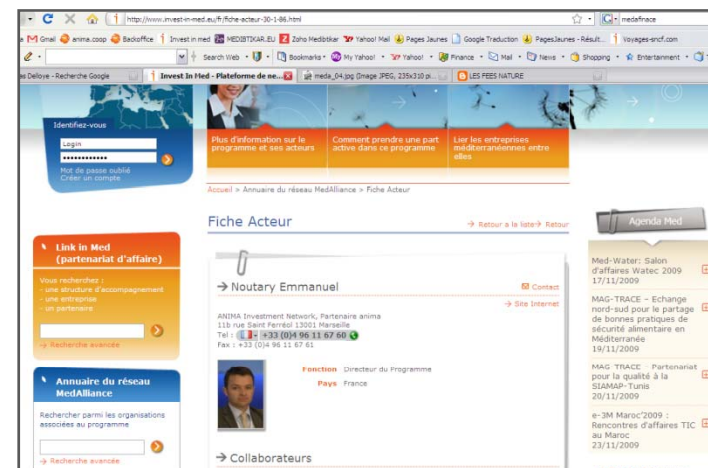 http://www.invest-in-med.eu/fr/fiche-acteur-30-1-86.html
medafinace
Gmail anima.coop Backoffice Invest in med MEDIBTIKAR.EU Zoho Medibtikar Yahoo! Mail Pages Jaunes Google Traduction PagesJaunes - Résult... Voyages-sncf.com
Search Web Bookmarks My Yahoo! Yahoo! Finance Mail News Shopping Entertainment
as Delloye - Recherche Google
Invest In Med - Plateforme de ne...
meda_04.jpg (Image JPEG, 235x310 pi...
LES FEES NATURE
Identifiez-vous
Login
Mot de passe oublié
Créer un compte
Plus d'information sur le
programme et ses acteurs
Comment prendre une part
active dans ce programme
Lier les entreprises
méditerranéennes entre
elles
Accueil > Annuaire du réseau MedAlliance > Fiche Acteur
Fiche Acteur
→ Retour a la liste → Retour
Link in Med
(partenariat d'affaire)
Vous recherchez :
- une structure d'accompagnement
- une entreprise
- un partenaire
→ Recherche avancée
Annuaire du réseau
MedAlliance
Rechercher parmi les organisations
associées au programme
→ Recherche avancée
→ Noutary Emmanuel
Contact
→ Site Internet
ANIMA Investment Network, Partenaire anima
11b rue Saint Ferréol 13001 Marseille
Tel : +33 (0)4 96 11 67 60
Fax : +33 (0)4 96 11 67 61
Fonction Directeur du Programme
Pays France
→ Collaborateurs
Agenda Med
Med-Water: Salon
d'affaires Watec 2009
17/11/2009
MAG-TRACE - Echange
nord-sud pour le partage
de bonnes pratiques de
sécurité alimentaire en
Méditerranée
19/11/2009
MAG TRACE Partenariat
pour la qualité à la
SIAMAP-Tunis
20/11/2009
e-3M Maroc'2009 :
Rencontres d'affaires TIC
au Maroc
23/11/2009